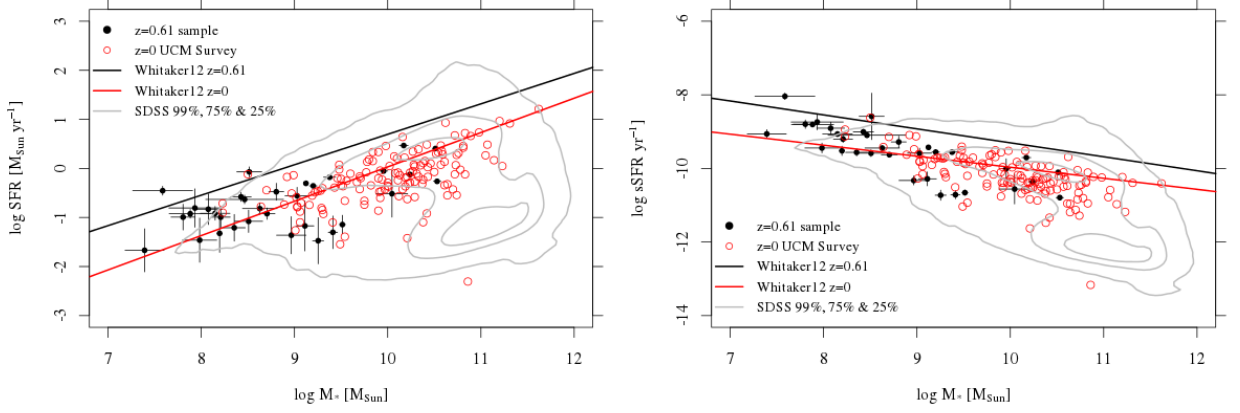 log SFR [M_Sun yr⁻¹]
3
2
1
0
-1
-2
-3
z=0.61 sample
z=0 UCM Survey
Whitaker12 z=0.61
Whitaker12 z=0
SDSS 99%, 75% & 25%
7 8 9 10 11 12
log M* [M_Sun]
log sSFR yr⁻¹]
-6
-8
-10
-12
-14
z=0.61 sample
z=0 UCM Survey
Whitaker12 z=0.61
Whitaker12 z=0
SDSS 99%, 75% & 25%
7 8 9 10 11 12
log M* [M_Sun]